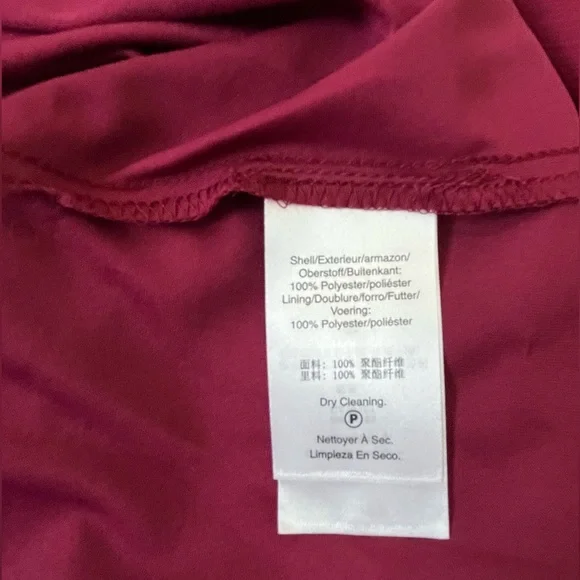 Shell/Exterieur/armazon/
Oberstoff/Buitenkant:
100% Polyester/poliéster
Lining/Doublure/forro/Futter/
Voering:
100% Polyester/poliéster
面料: 100% 聚酯纤维
里料: 100% 聚酯纤维
Dry Cleaning.
P
Nettoyer À Sec.
Limpieza En Seco.